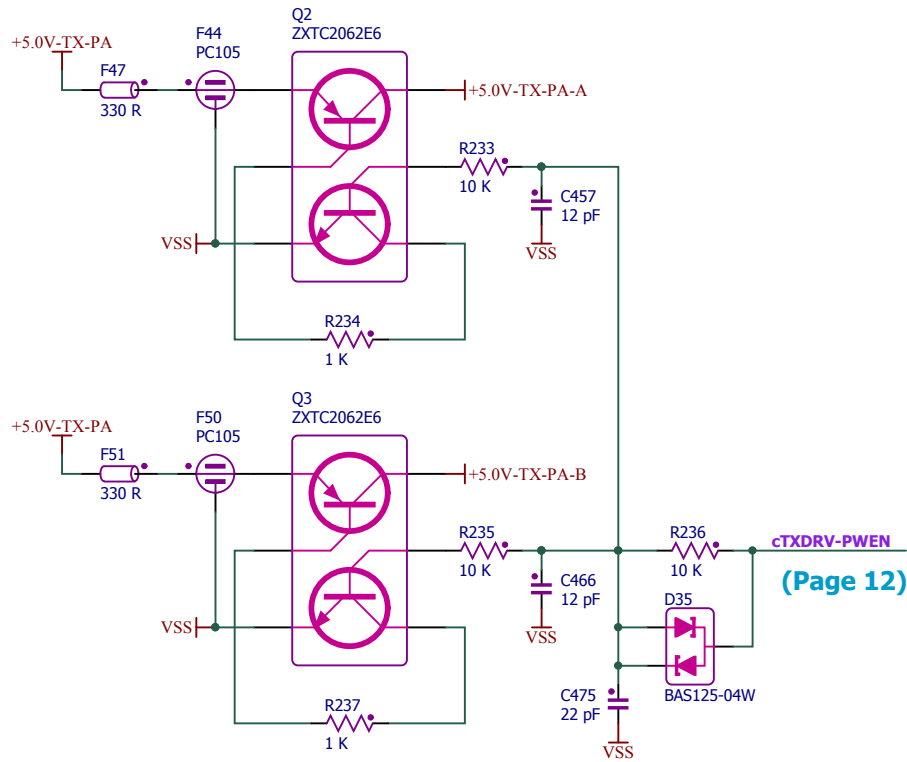 Q2
ZXTC2062E6
+5.0V-TX-PA
F44
PC105
F47
330 R
+5.0V-TX-PA-A
R233
10 K
C457
12 pF
VSS
VSS
R234
1 K
Q3
ZXTC2062E6
+5.0V-TX-PA
F50
PC105
F51
330 R
+5.0V-TX-PA-B
R235
10 K
R236
10 K
cTXDRV-PWEN
(Page 12)
C466
12 pF
VSS
VSS
D35
BAS125-04W
R237
1 K
C475
22 pF
VSS